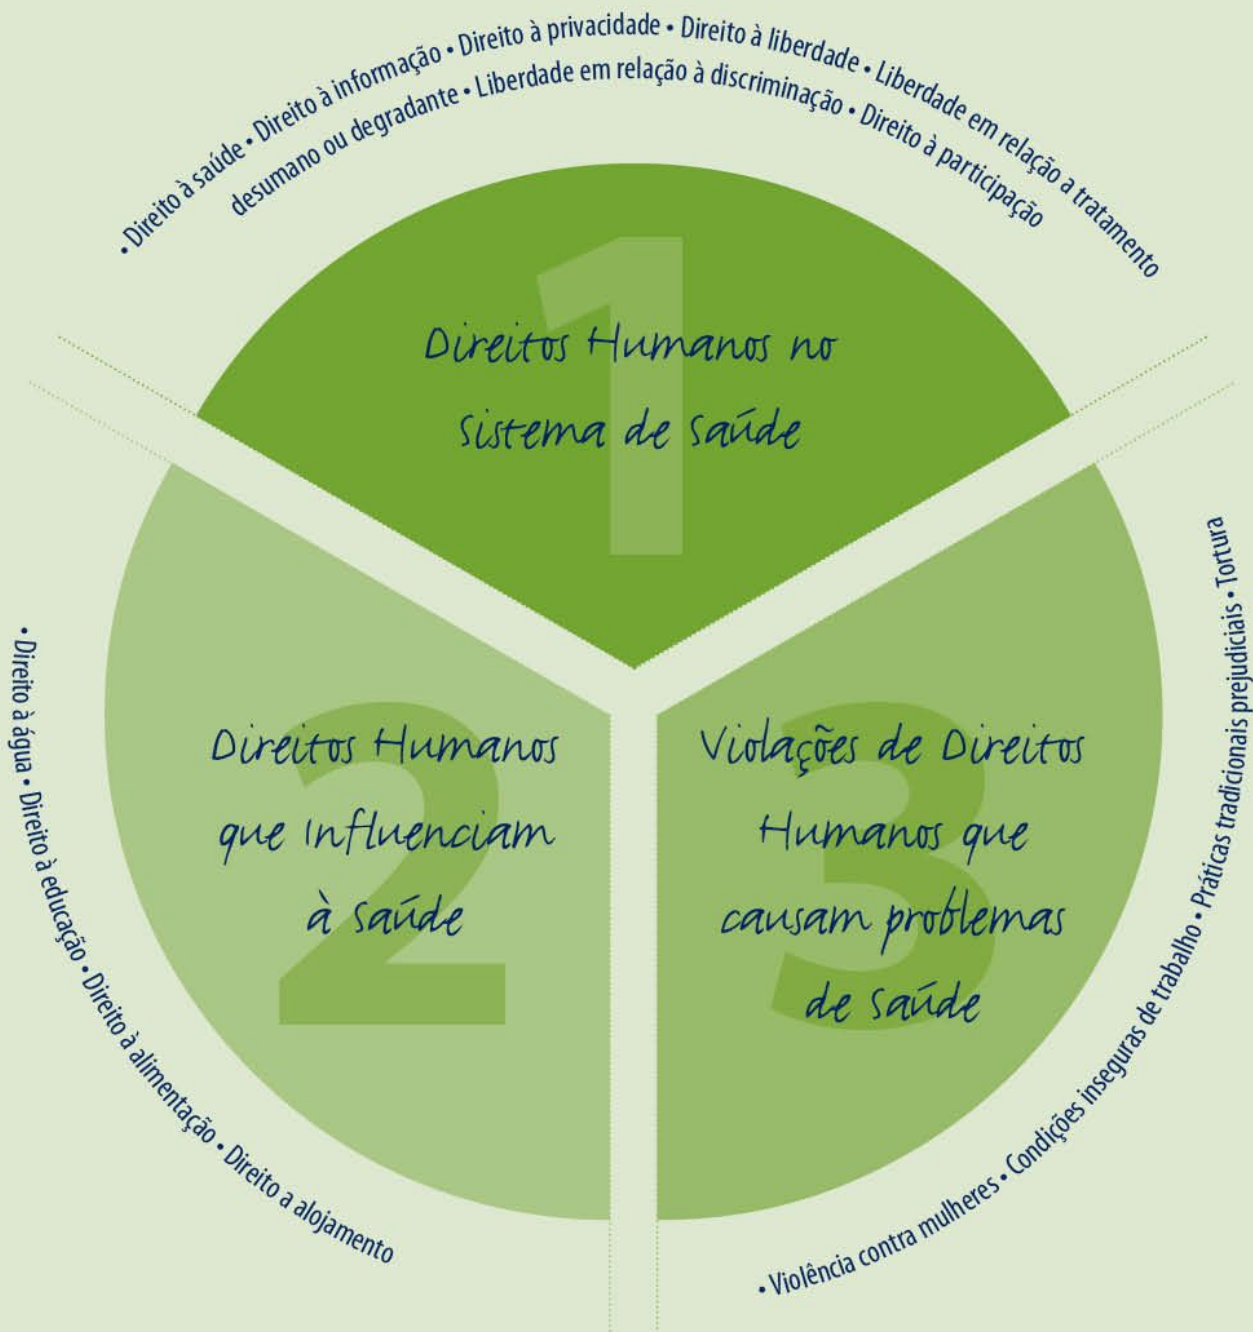 • Direito à saúde • Direito à informação • Direito à privacidade • Direito à liberdade • Liberdade em relação a tratamento
desumano ou degradante • Liberdade em relação à discriminação • Direito à participação
1
Direitos Humanos no
Sistema de Saúde
2
Direitos Humanos
que Influenciam
à Saúde
• Direito à água • Direito à educação • Direito à alimentação • Direito a alojamento
3
Violações de Direitos
Humanos que
causam problemas
de Saúde
• Violência contra mulheres • Condições inseguras de trabalho • Práticas tradicionais prejudiciais • Tortura